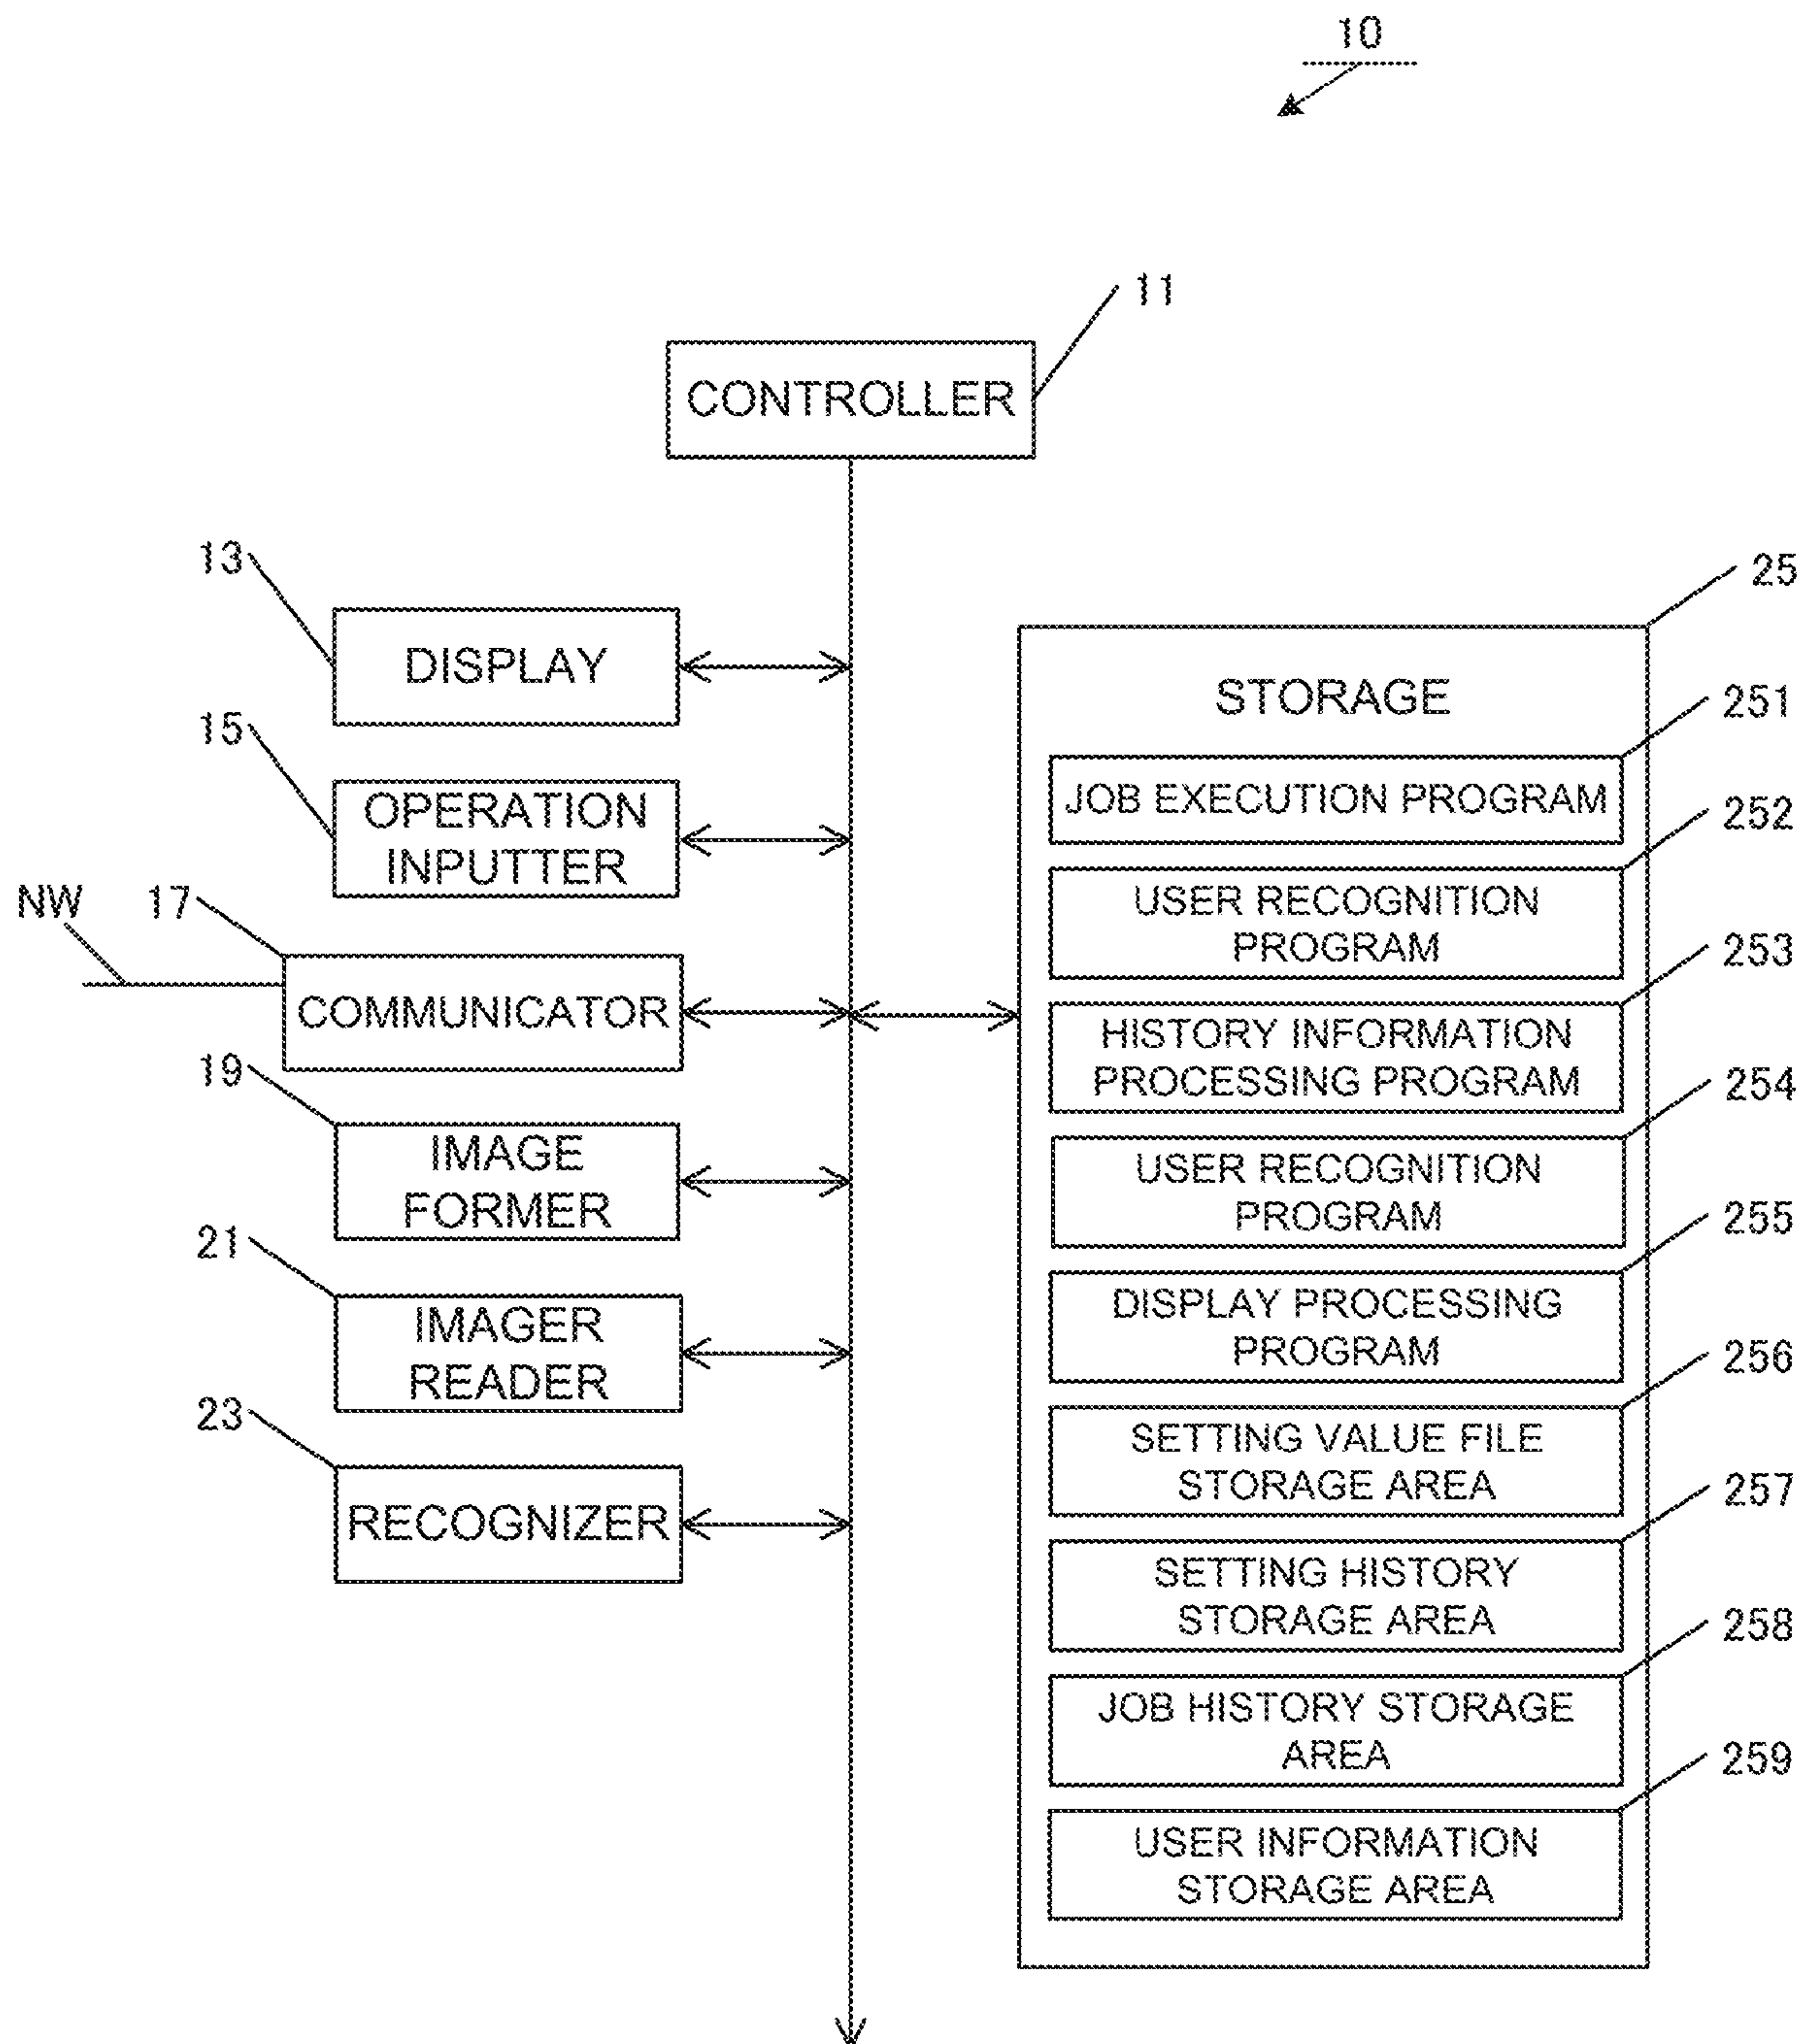 10
11
CONTROLLER
13
DISPLAY
15
OPERATION
INPUTTER
NW
17
COMMUNICATOR
19
IMAGE
FORMER
21
IMAGER
READER
23
RECOGNIZER
25
STORAGE
251
JOB EXECUTION PROGRAM
252
USER RECOGNITION
PROGRAM
253
HISTORY INFORMATION
PROCESSING PROGRAM
254
USER RECOGNITION
PROGRAM
255
DISPLAY PROCESSING
PROGRAM
256
SETTING VALUE FILE
STORAGE AREA
257
SETTING HISTORY
STORAGE AREA
258
JOB HISTORY STORAGE
AREA
259
USER INFORMATION
STORAGE AREA